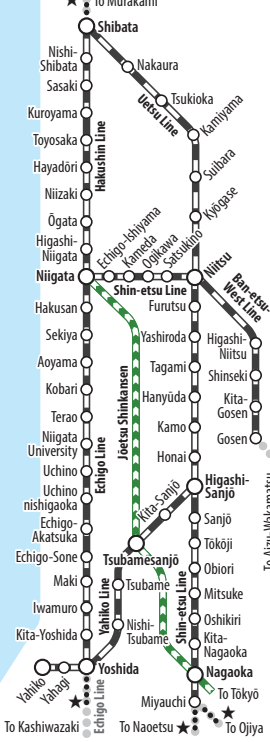 To Murakami
Shibata
Nishi-
Shibata
Nakaura
Sasaki
Tsukioka
Kuroyama
Uetsu Line
Kamiyama
Toyosaka
Hakushin Line
Hayadōri
Suibara
Niizaki
Kyōgase
Ōgata
Higashi-
Niigata
Echigo-Ishiyama
Kameda
Ogikawa
Satsukino
Niigata
Niitsu
Shin-etsu Line
Ban-etsu-
West Line
Hakusan
Furutsu
Sekiya
Yashiroda
Higashi-
Niitsu
Aoyama
Tagami
Shinseki
Kobari
Hanyūda
Kita-
Gosen
Terao
Kamo
Gosen
Jōetsu Shinkansen
Niigata
University
Honai
Uchino
Echigo Line
Uchino
nishigaoka
Kita-Sanjō
Higashi-
Sanjō
Echigo-
Akatsuka
Sanjō
To Aizu-Wakamatsu
Echigo-Sone
Tsubamesanjō
Tōkōji
Maki
Tsubame
Obiori
Yahiko Line
Shin-etsu Line
Iwamuro
Mitsuke
Kita-Yoshida
Nishi-
Tsubame
Oshikiri
Kita-
Nagaoka
Yahiko
Yahagi
Yoshida
Nagaoka
To Tōkyō
Echigo Line
Miyauchi
To Kashiwazaki
To Naoetsu
To Ojiya